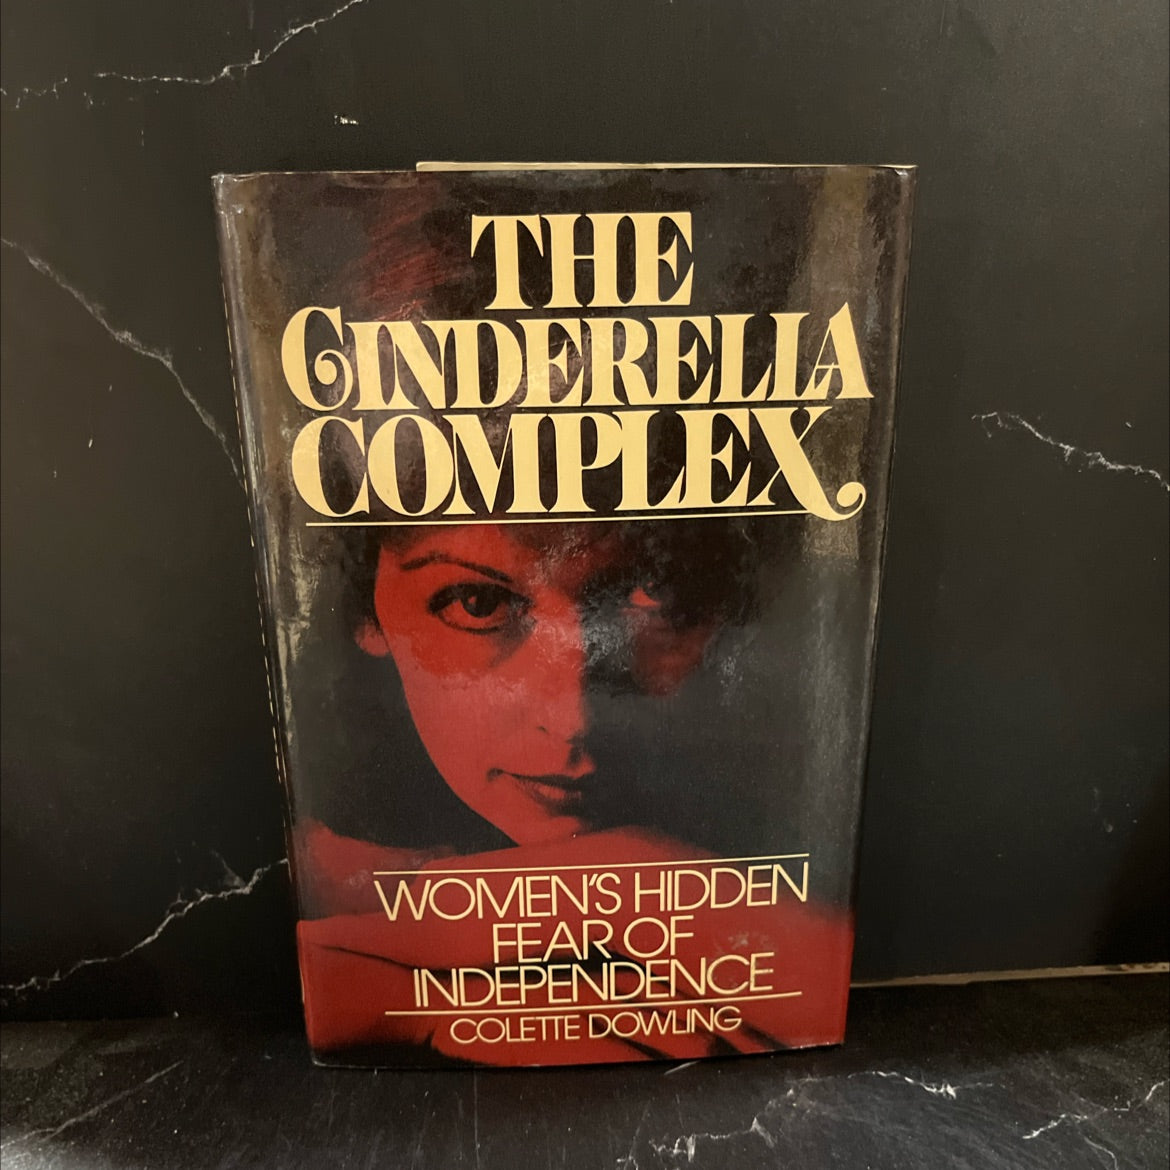 THE
CINDERELLA
COMPLEX
WOMEN'S HIDDEN
FEAR OF
INDEPENDENCE
COLETTE DOWLING